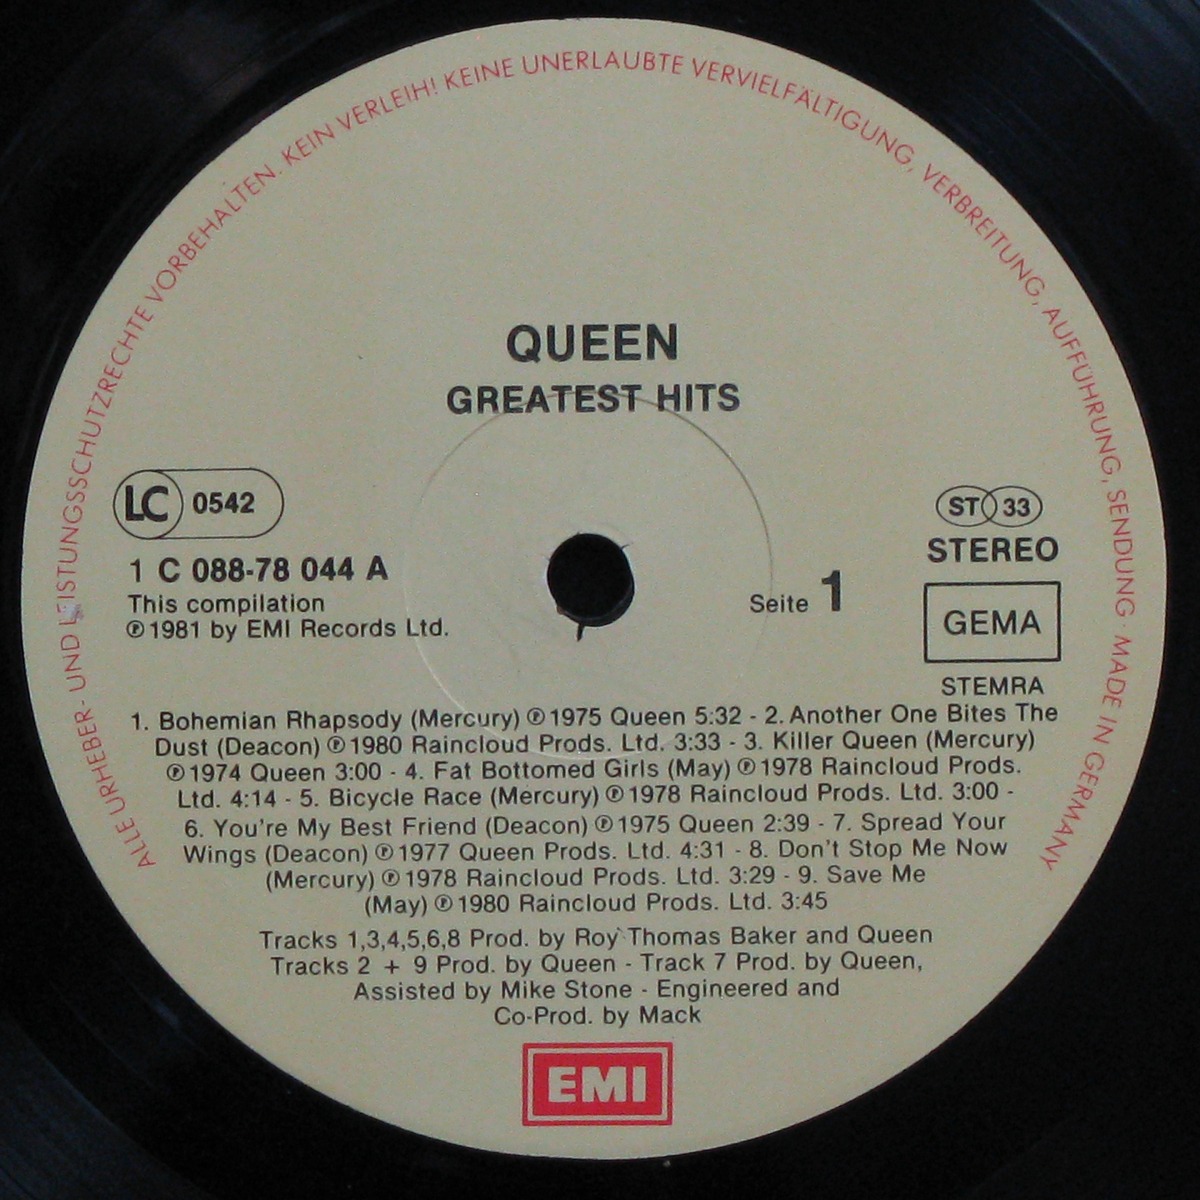 ALLE URHEBER- UND LEISTUNGSSCHUTZRECHTE VORBEHALTEN. KEIN VERLEIH! KEINE UNERLAUBTE VERVIELFÄLTIGUNG, VERBREITUNG, AUFFÜHRUNG, SENDUNG · MADE IN GERMANY
QUEEN
GREATEST HITS
LC 0542
1 C 088-78 044 A
This compilation
℗ 1981 by EMI Records Ltd.
Seite 1
ST 33
STEREO
GEMA
STEMRA
1. Bohemian Rhapsody (Mercury) ℗ 1975 Queen 5:32 - 2. Another One Bites The
Dust (Deacon) ℗ 1980 Raincloud Prods. Ltd. 3:33 - 3. Killer Queen (Mercury)
℗ 1974 Queen 3:00 - 4. Fat Bottomed Girls (May) ℗ 1978 Raincloud Prods.
Ltd. 4:14 - 5. Bicycle Race (Mercury) ℗ 1978 Raincloud Prods. Ltd. 3:00 -
6. You're My Best Friend (Deacon) ℗ 1975 Queen 2:39 - 7. Spread Your
Wings (Deacon) ℗ 1977 Queen Prods. Ltd. 4:31 - 8. Don't Stop Me Now
(Mercury) ℗ 1978 Raincloud Prods. Ltd. 3:29 - 9. Save Me
(May) ℗ 1980 Raincloud Prods. Ltd. 3:45
Tracks 1,3,4,5,6,8 Prod. by Roy Thomas Baker and Queen
Tracks 2 + 9 Prod. by Queen - Track 7 Prod. by Queen,
Assisted by Mike Stone - Engineered and
Co-Prod. by Mack
EMI